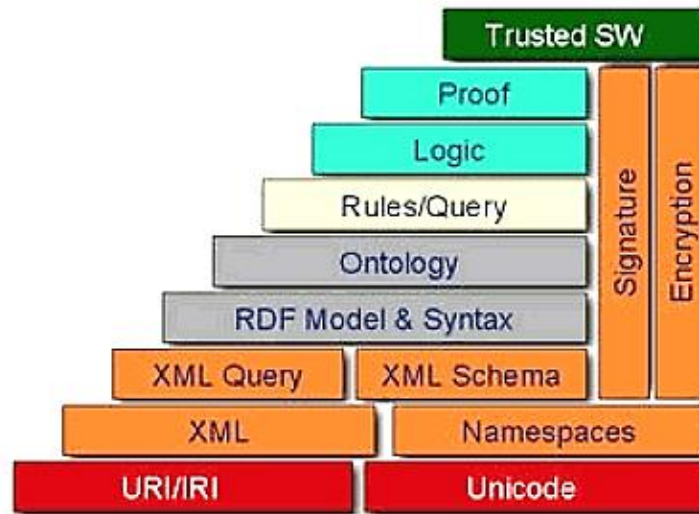 Trusted SW
Proof
Logic
Rules/Query
Ontology
RDF Model & Syntax
XML Query
XML Schema
Signature
Encryption
XML
Namespaces
URI/IRI
Unicode